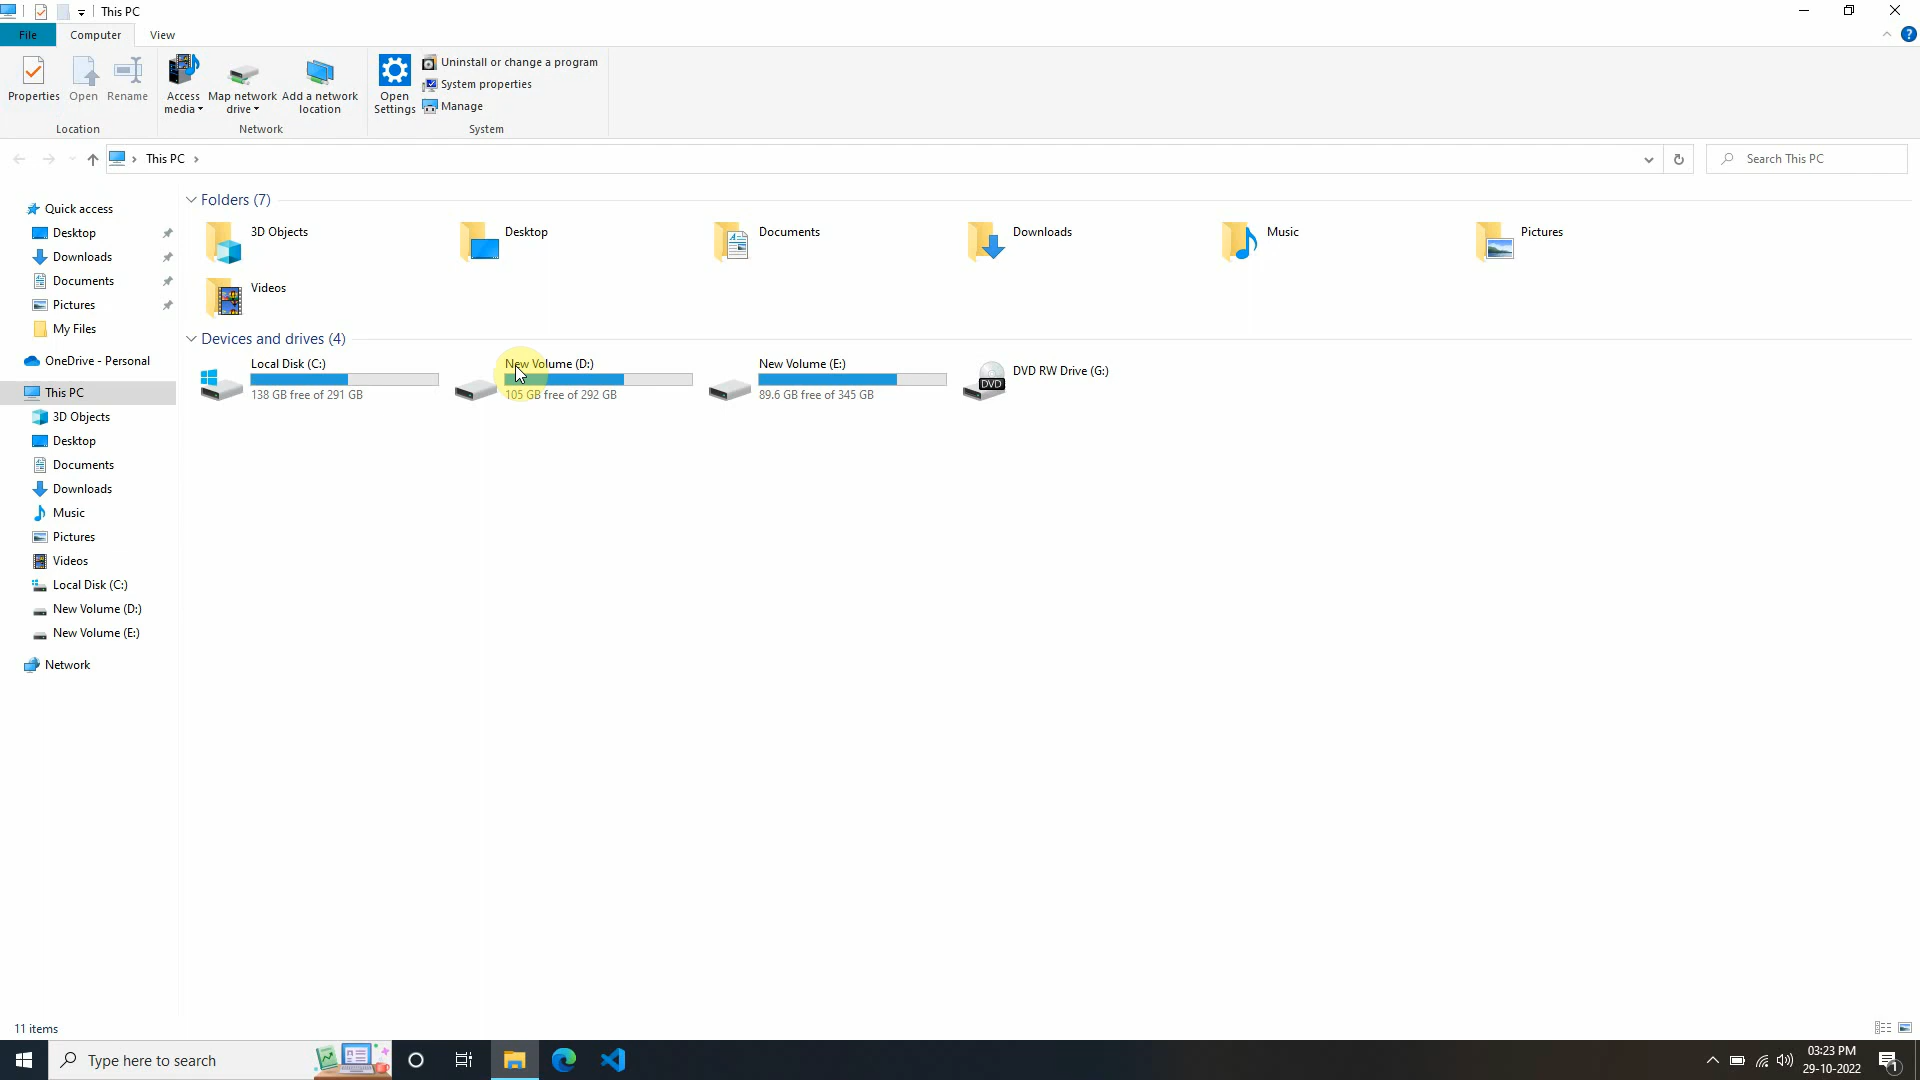 This PC
File
Computer
View
Properties
Open
Rename
Access media
Map network drive
Add a network location
Open Settings
Uninstall or change a program
System properties
Manage
Location
Network
System
This PC
Search This PC
Quick access
Desktop
Downloads
Documents
Pictures
My Files
OneDrive - Personal
This PC
3D Objects
Desktop
Documents
Downloads
Music
Pictures
Videos
Local Disk (C:)
New Volume (D:)
New Volume (E:)
Network
Folders (7)
3D Objects
Desktop
Documents
Downloads
Music
Pictures
Videos
Devices and drives (4)
Local Disk (C:)
138 GB free of 291 GB
New Volume (D:)
105 GB free of 292 GB
New Volume (E:)
89.6 GB free of 345 GB
DVD RW Drive (G:)
DVD
11 items
Type here to search
03:23 PM
29-10-2022
1